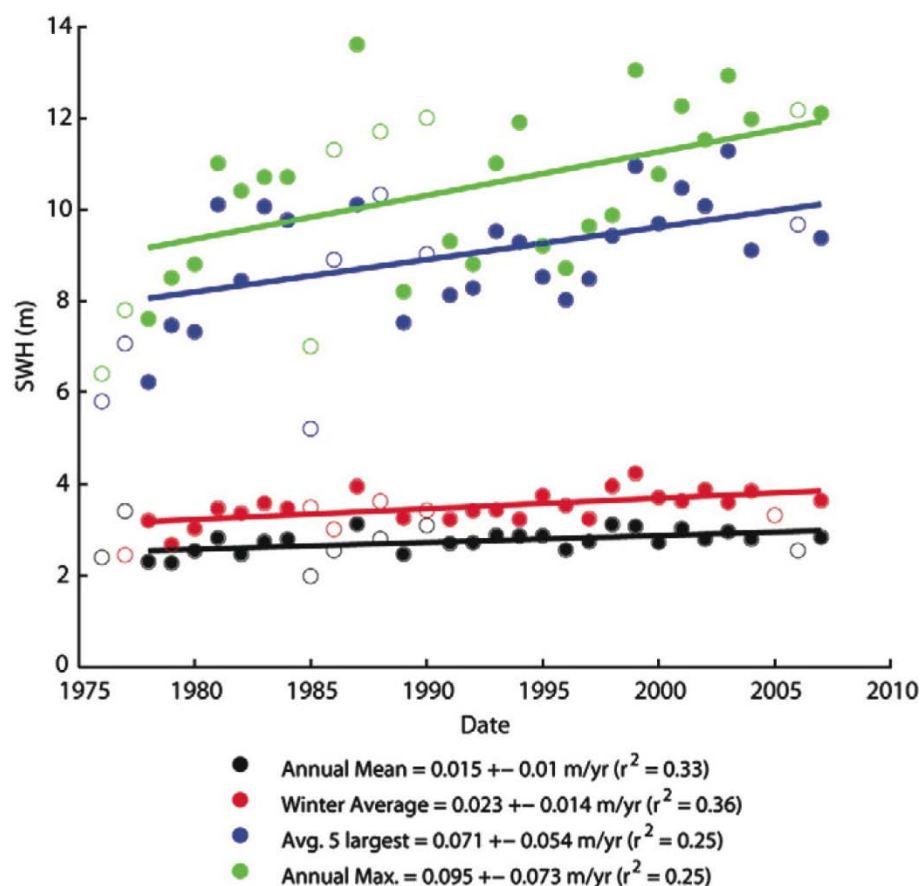 14
12
10
8
6
4
2
0
SWH (m)
1975 1980 1985 1990 1995 2000 2005 2010
Date
Annual Mean = 0.015 +− 0.01 m/yr (r² = 0.33)
Winter Average = 0.023 +− 0.014 m/yr (r² = 0.36)
Avg. 5 largest = 0.071 +− 0.054 m/yr (r² = 0.25)
Annual Max. = 0.095 +− 0.073 m/yr (r² = 0.25)